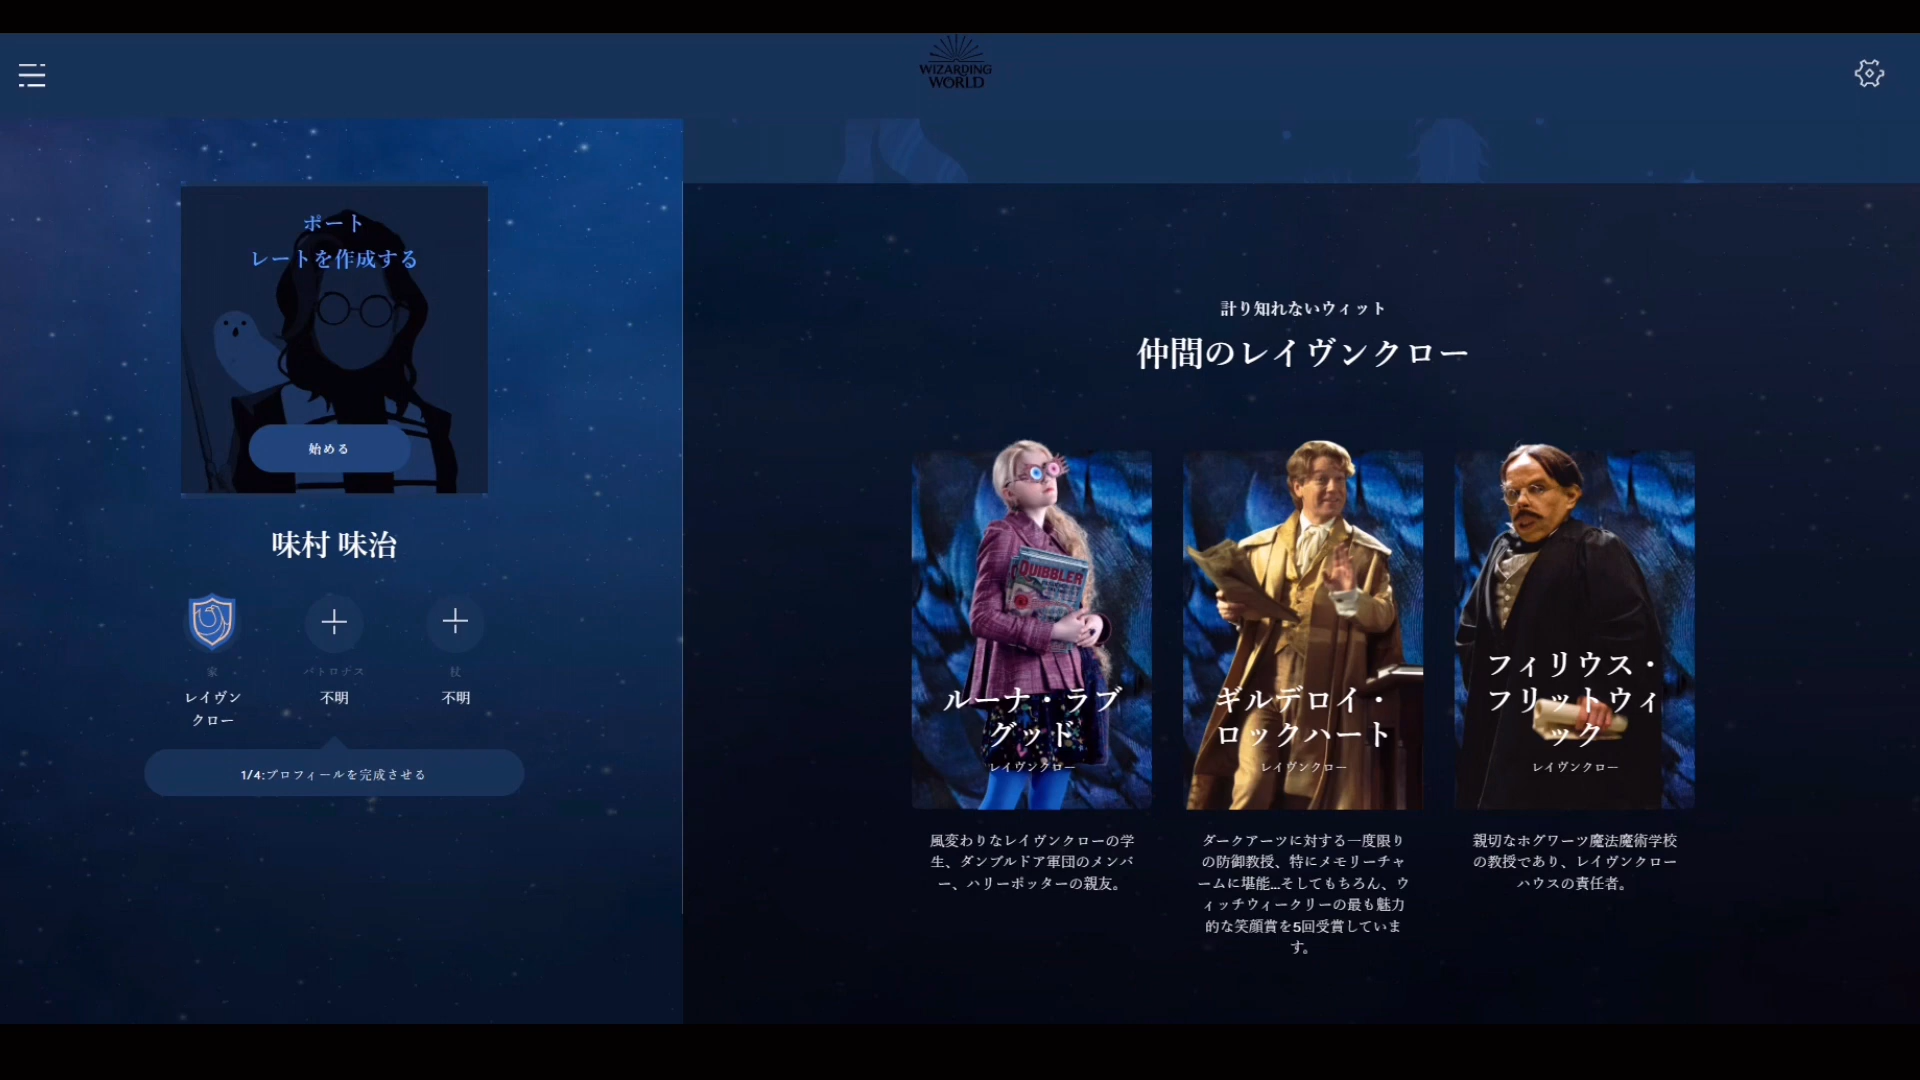 WIZARDING
WORLD
ポート
レートを作成する
始める
味村 味治
家
パトロナス
杖
レイヴン
クロー
不明
不明
1/4:プロフィールを完成させる
計り知れないウィット
仲間のレイヴンクロー
QUIBBLER
ルーナ・ラブ
グッド
レイヴンクロー
風変わりなレイヴンクローの学
生、ダンブルドア軍団のメンバ
ー、ハリーポッターの親友。
ギルデロイ・
ロックハート
レイヴンクロー
ダークアーツに対する一度限り
の防御教授、特にメモリーチャ
ームに堪能...そしてもちろん、ウ
ィッチウィークリーの最も魅力
的な笑顔賞を5回受賞していま
す。
フィリウス・
フリットウィ
ック
レイヴンクロー
親切なホグワーツ魔法魔術学校
の教授であり、レイヴンクロー
ハウスの責任者。